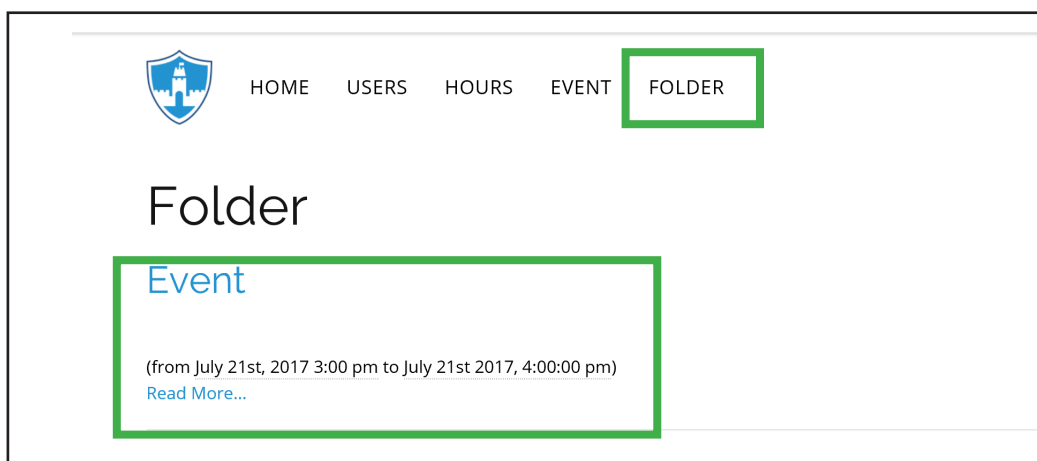 HOME USERS HOURS EVENT FOLDER
Folder
Event
(from July 21st, 2017 3:00 pm to July 21st 2017, 4:00:00 pm)
Read More...